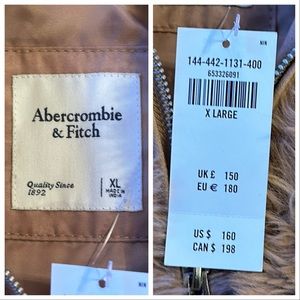 Abercrombie
& Fitch
Quality Since
1892
XL
MADE IN
INDIA
NIN
144-442-1131-400
653326091
X LARGE
UK £ 150
EU € 180
US $ 160
CAN $ 198
NIN